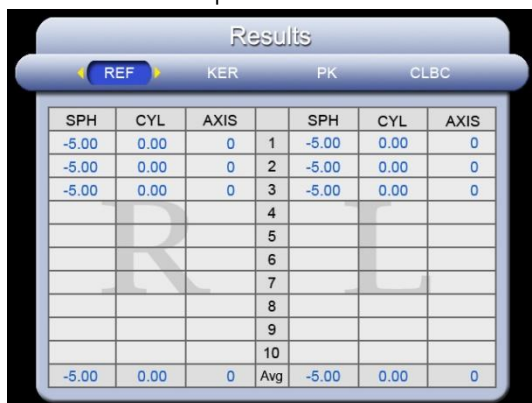 Results
REF KER PK CLBC
SPH CYL AXIS SPH CYL AXIS
-5.00 0.00 0 1 -5.00 0.00 0
-5.00 0.00 0 2 -5.00 0.00 0
-5.00 0.00 0 3 -5.00 0.00 0
4
5
6
7
8
9
10
R L
-5.00 0.00 0 Avg -5.00 0.00 0